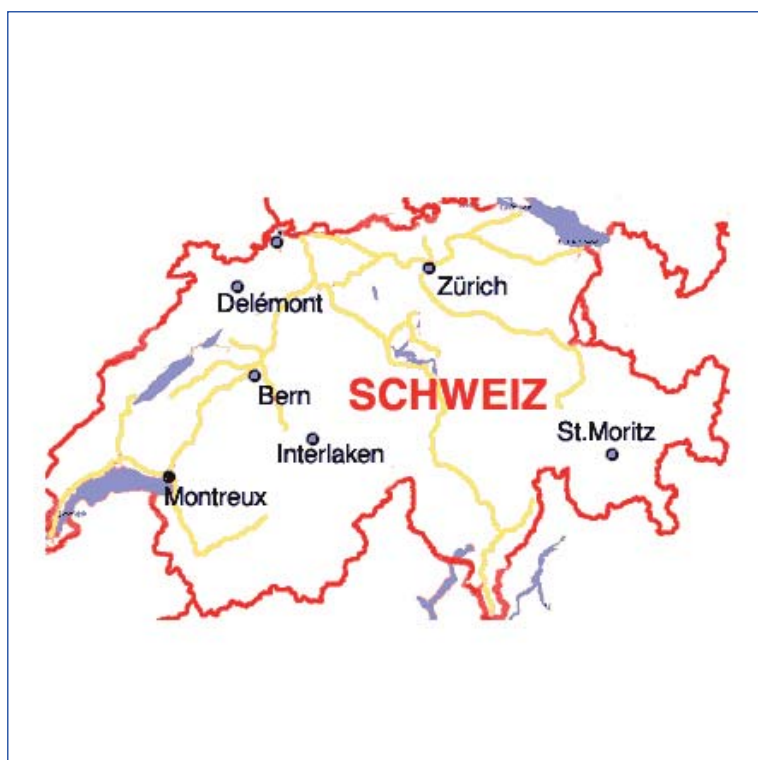 Zürich
Delémont
Bern
SCHWEIZ
St.Moritz
Interlaken
Montreux